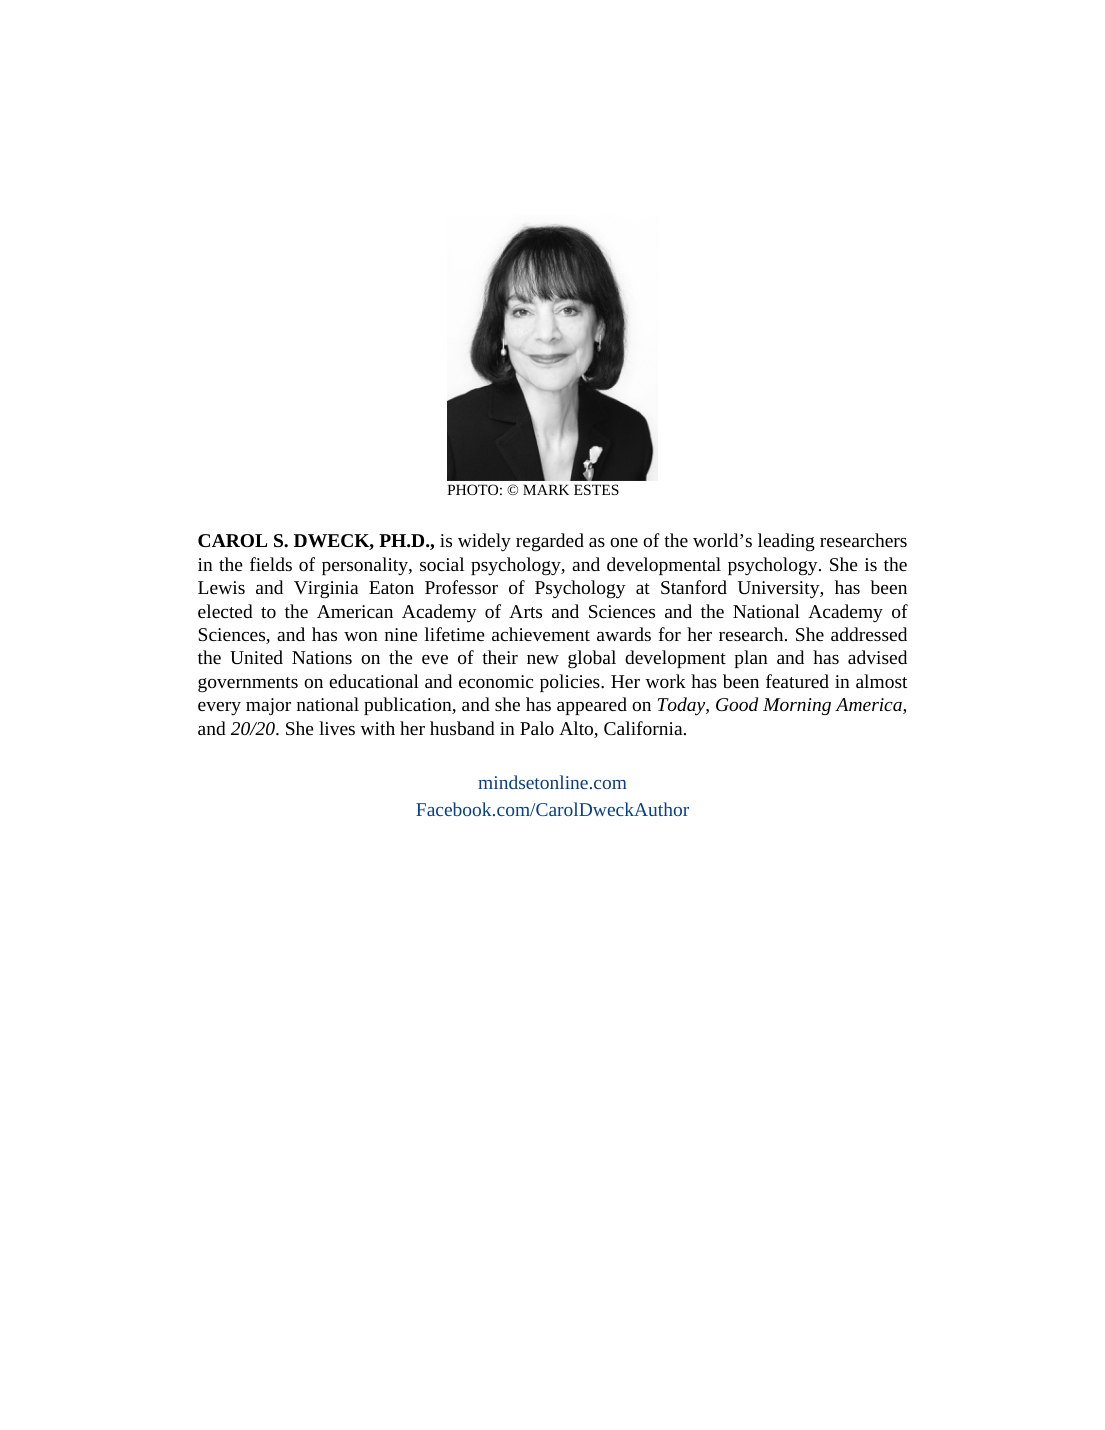 PHOTO: © MARK ESTES
CAROL S. DWECK, PH.D., is widely regarded as one of the world’s leading researchers
in the fields of personality, social psychology, and developmental psychology. She is the
Lewis and Virginia Eaton Professor of Psychology at Stanford University, has been
elected to the American Academy of Arts and Sciences and the National Academy of
Sciences, and has won nine lifetime achievement awards for her research. She addressed
the United Nations on the eve of their new global development plan and has advised
governments on educational and economic policies. Her work has been featured in almost
every major national publication, and she has appeared on Today, Good Morning America,
and 20/20. She lives with her husband in Palo Alto, California.
mindsetonline.com
Facebook.com/CarolDweckAuthor